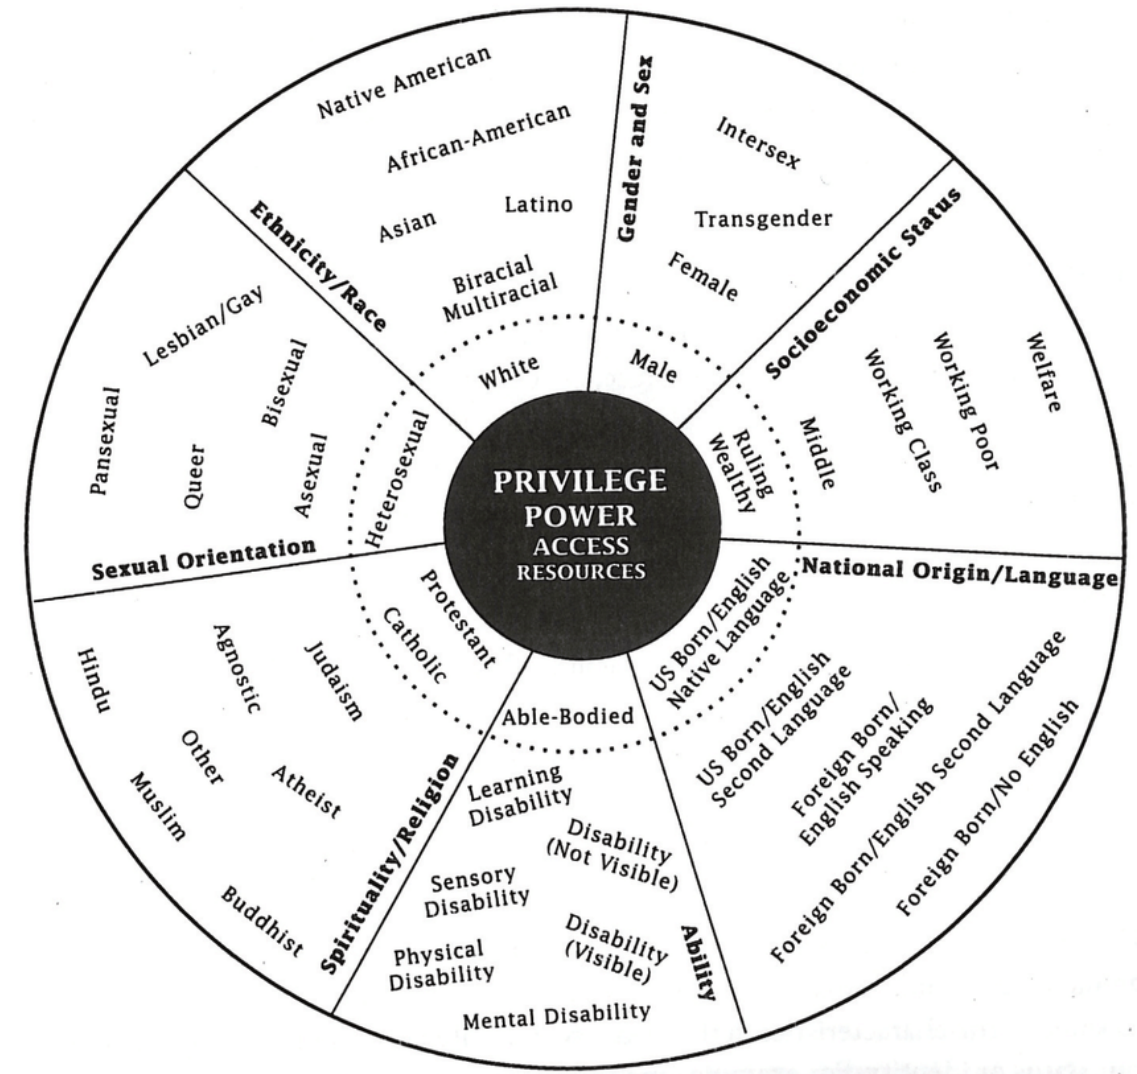 PRIVILEGE
POWER
ACCESS
RESOURCES
Ethnicity/Race
Native American
African-American
Asian
Latino
Biracial
Multiracial
White
Gender and Sex
Intersex
Transgender
Female
Male
Socioeconomic Status
Welfare
Working Poor
Working Class
Middle
Ruling
Wealthy
National Origin/Language
US Born/English
Native Language
US Born/English
Second Language
Foreign Born/
English Speaking
Foreign Born/English Second Language
Foreign Born/No English
Ability
Able-Bodied
Learning
Disability
Disability
(Not Visible)
Sensory
Disability
Disability
(Visible)
Physical
Disability
Mental Disability
Spirituality/Religion
Protestant
Catholic
Judaism
Agnostic
Hindu
Other
Atheist
Muslim
Buddhist
Sexual Orientation
Lesbian/Gay
Bisexual
Pansexual
Queer
Asexual
Heterosexual